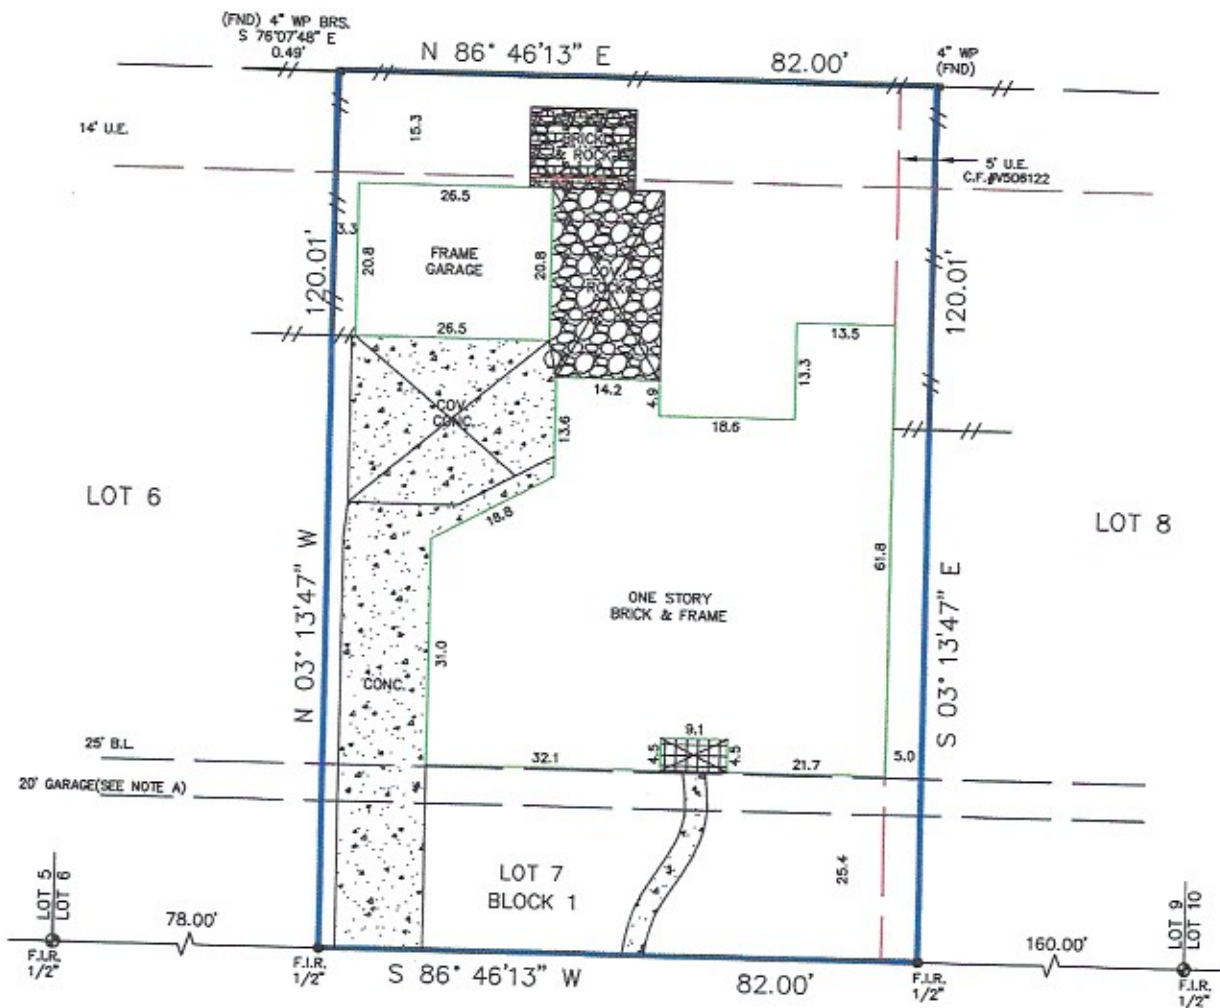 (FND) 4" WP BRS.
S 76°07'48" E
0.49'
N 86° 46'13" E
82.00'
4" WP
(FND)
14' U.E.
15.3
BRICK
& ROCK
5' U.E.
C.F.#V506122
26.5
3.3
20.8
FRAME
GARAGE
20.8
COV.
ROCK
120.01'
120.01'
26.5
13.5
13.3
14.2
4.9
18.6
COV.
CONC.
13.6
LOT 6
18.8
LOT 8
61.8
ONE STORY
BRICK & FRAME
N 03° 13'47" W
S 03° 13'47" E
31.0
CONC.
9.1
4.5
4.5
25' B.L.
32.1
21.7
5.0
20' GARAGE(SEE NOTE A)
LOT 7
BLOCK 1
25.4
LOT 5
LOT 6
78.00'
LOT 9
LOT 10
160.00'
F.I.R.
1/2"
F.I.R.
1/2"
S 86° 46'13" W
82.00'
F.I.R.
1/2"
F.I.R.
1/2"